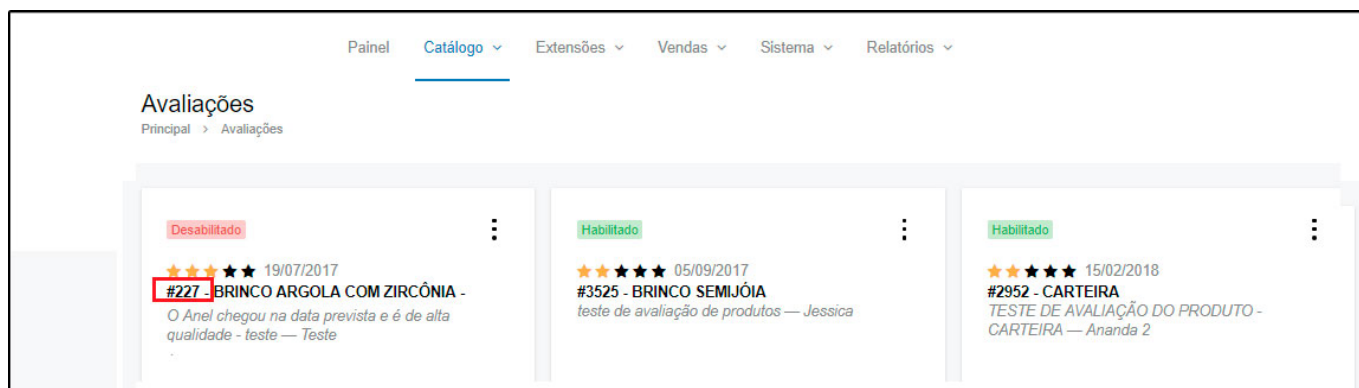 Painel Catálogo Extensões Vendas Sistema Relatórios
Avaliações
Principal > Avaliações
Desabilitado
19/07/2017
#227 - BRINCO ARGOLA COM ZIRCÔNIA -
O Anel chegou na data prevista e é de alta
qualidade - teste — Teste
Habilitado
05/09/2017
#3525 - BRINCO SEMIJÓIA
teste de avaliação de produtos — Jessica
Habilitado
15/02/2018
#2952 - CARTEIRA
TESTE DE AVALIAÇÃO DO PRODUTO -
CARTEIRA — Ananda 2